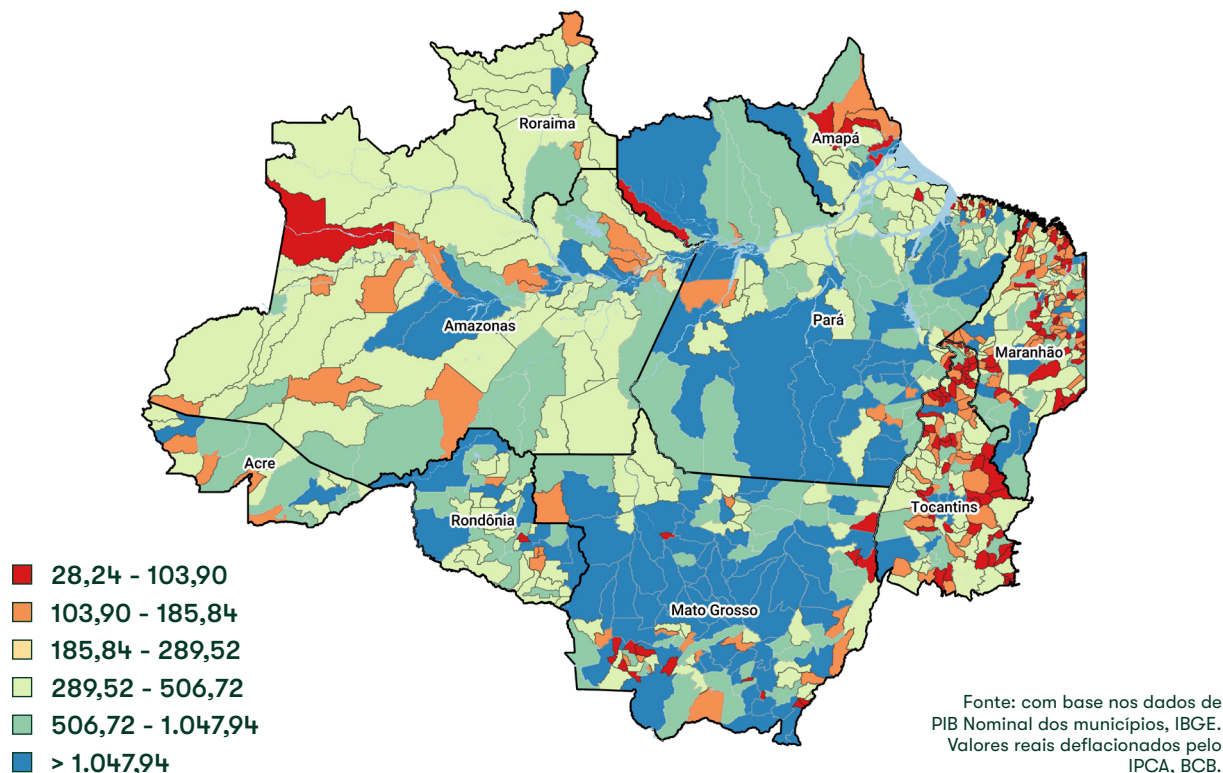 Roraima
Amapá
Amazonas
Pará
Maranhão
Acre
Rondônia
Tocantins
Mato Grosso
28,24 - 103,90
103,90 - 185,84
185,84 - 289,52
289,52 - 506,72
506,72 - 1.047,94
> 1.047,94
Fonte: com base nos dados de
PIB Nominal dos municípios, IBGE.
Valores reais deflacionados pelo
IPCA, BCB.